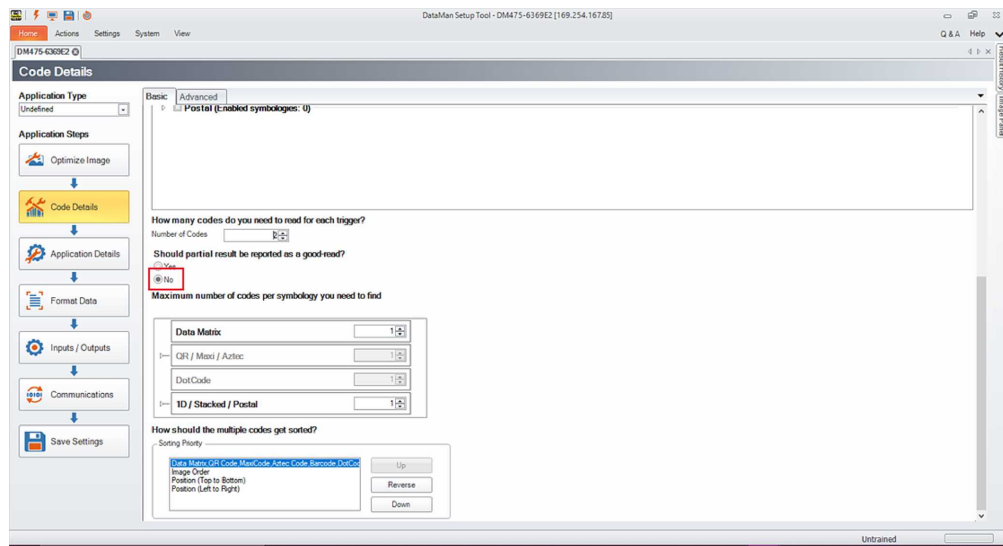 DataMan Setup Tool - DM475-6369E2 [169.254.167.85]
Home Actions Settings System View
Q & A Help
DM475-6369E2
Code Details
Application Type
Undefined
Application Steps
Optimize Image
Code Details
Application Details
Format Data
Inputs / Outputs
Communications
Save Settings
Basic Advanced
Postal (Enabled symbologies: 0)
How many codes do you need to read for each trigger?
Number of Codes 2
Should partial result be reported as a good-read?
Yes
No
Maximum number of codes per symbology you need to find
Data Matrix 1
QR / Maxi / Aztec 1
DotCode 1
1D / Stacked / Postal 1
How should the multiple codes get sorted?
Sorting Priority
Data Matrix,QR Code,MaxiCode,Aztec Code,Barcode,DotCod
Image Order
Position (Top to Bottom)
Position (Left to Right)
Up
Reverse
Down
Untrained